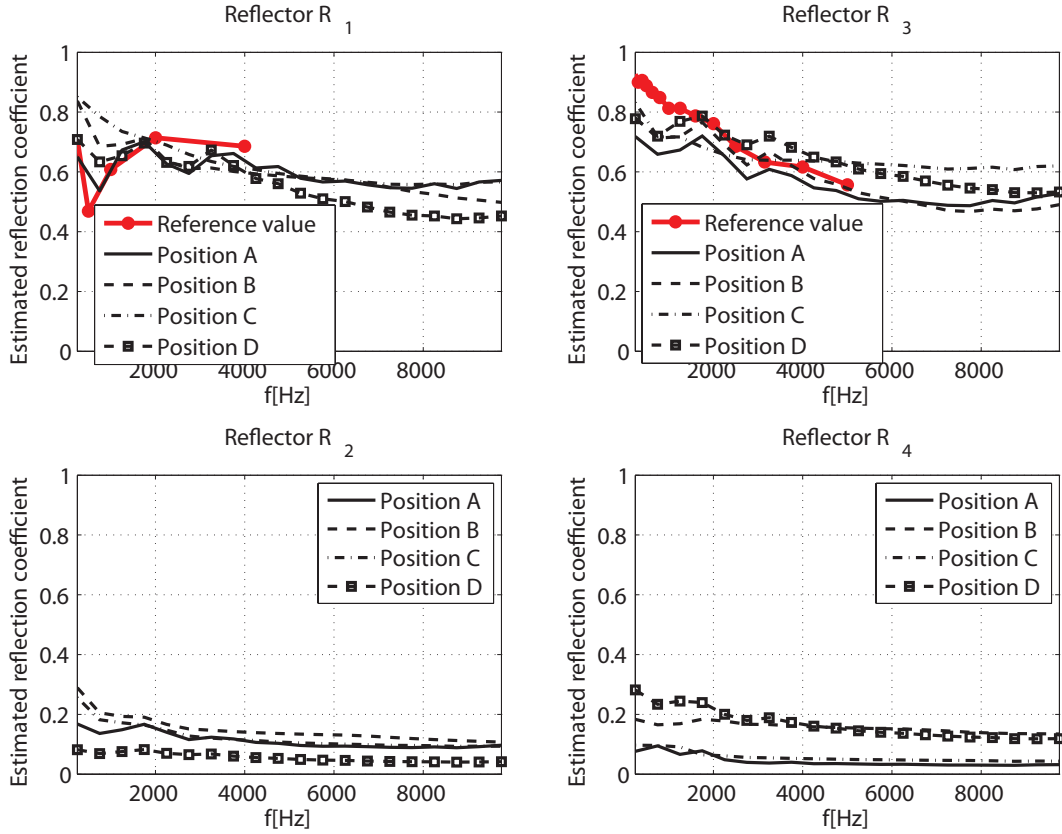 Reflector R 1
Estimated reflection coefficient
1
0.8
0.6
0.4
0.2
0
Reference value
Position A
Position B
Position C
Position D
2000 4000 6000 8000
f[Hz]
Reflector R 3
Estimated reflection coefficient
1
0.8
0.6
0.4
0.2
0
Reference value
Position A
Position B
Position C
Position D
2000 4000 6000 8000
f[Hz]
Reflector R 2
Estimated reflection coefficient
1
0.8
0.6
0.4
0.2
0
Position A
Position B
Position C
Position D
2000 4000 6000 8000
f[Hz]
Reflector R 4
Estimated reflection coefficient
1
0.8
0.6
0.4
0.2
0
Position A
Position B
Position C
Position D
2000 4000 6000 8000
f[Hz]